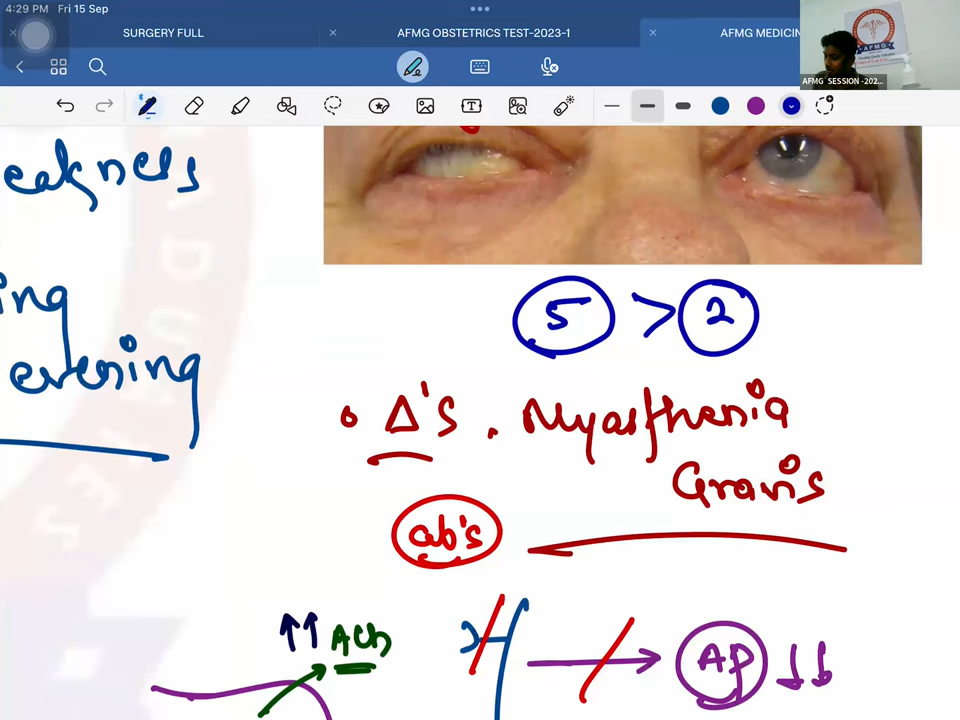 4:29 PM Fri 15 Sep
SURGERY FULL
AFMG OBSTETRICS TEST-2023-1
AFMG MEDICIN
AFMG
AFMG SESSION -202...
T
eakness
ing
evening
5 > 2
• Δ'S . Myasthenia
Gravis
ab's
↑↑ ACh
AP ↓↓